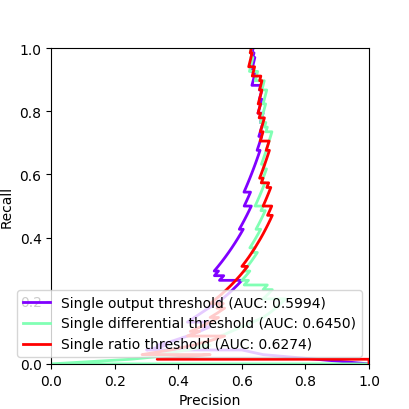 1.0
0.8
0.6
0.4
0.2
0.0
Recall
Single output threshold (AUC: 0.5994)
Single differential threshold (AUC: 0.6450)
Single ratio threshold (AUC: 0.6274)
0.0 0.2 0.4 0.6 0.8 1.0
Precision